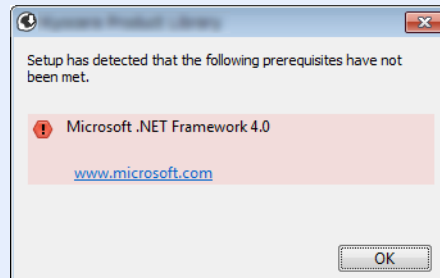 Setup has detected that the following prerequisites have not
been met.
Microsoft .NET Framework 4.0
www.microsoft.com
OK